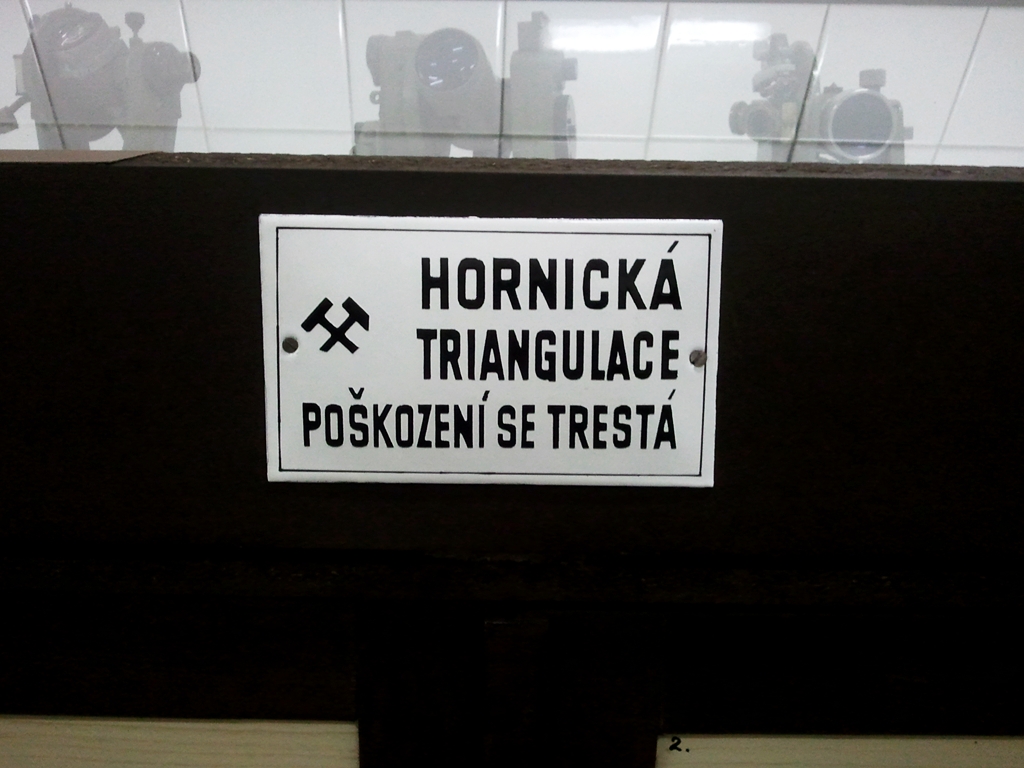 HORNICKÁ
TRIANGULACE
POŠKOZENÍ SE TRESTÁ
2.